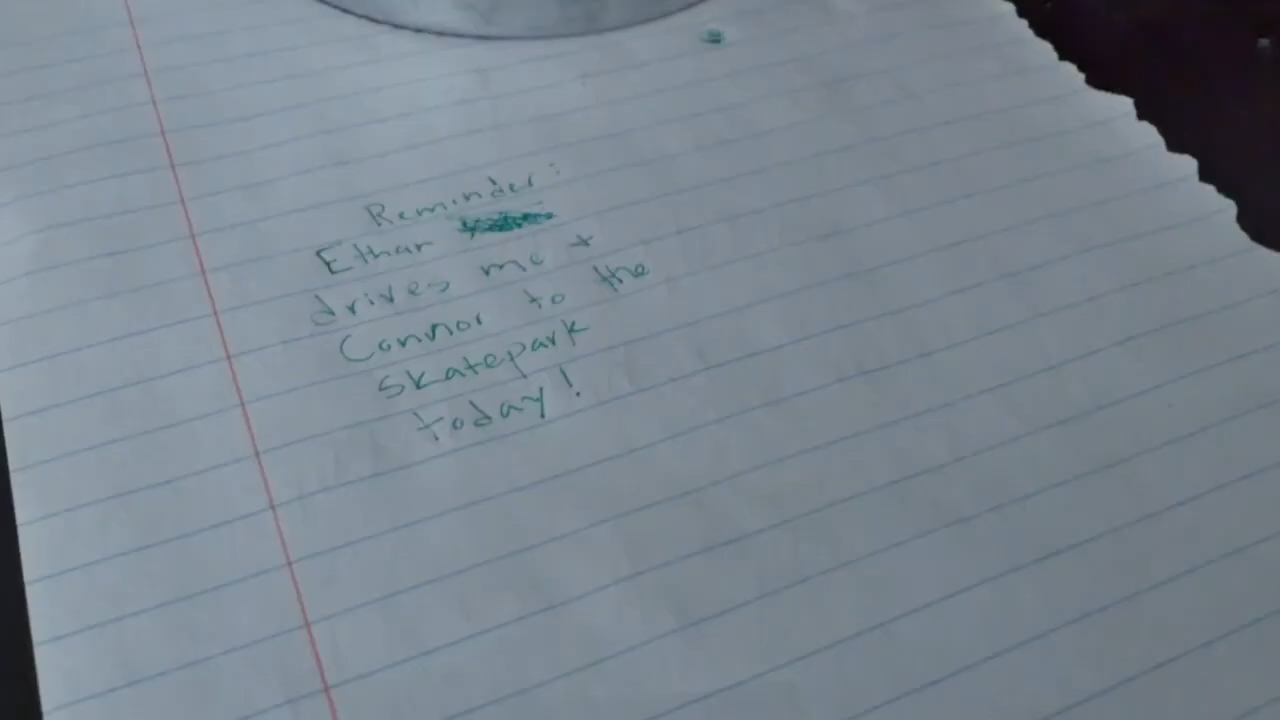 Reminder:
Ethan
drives me +
Connor to the
skatepark
today!